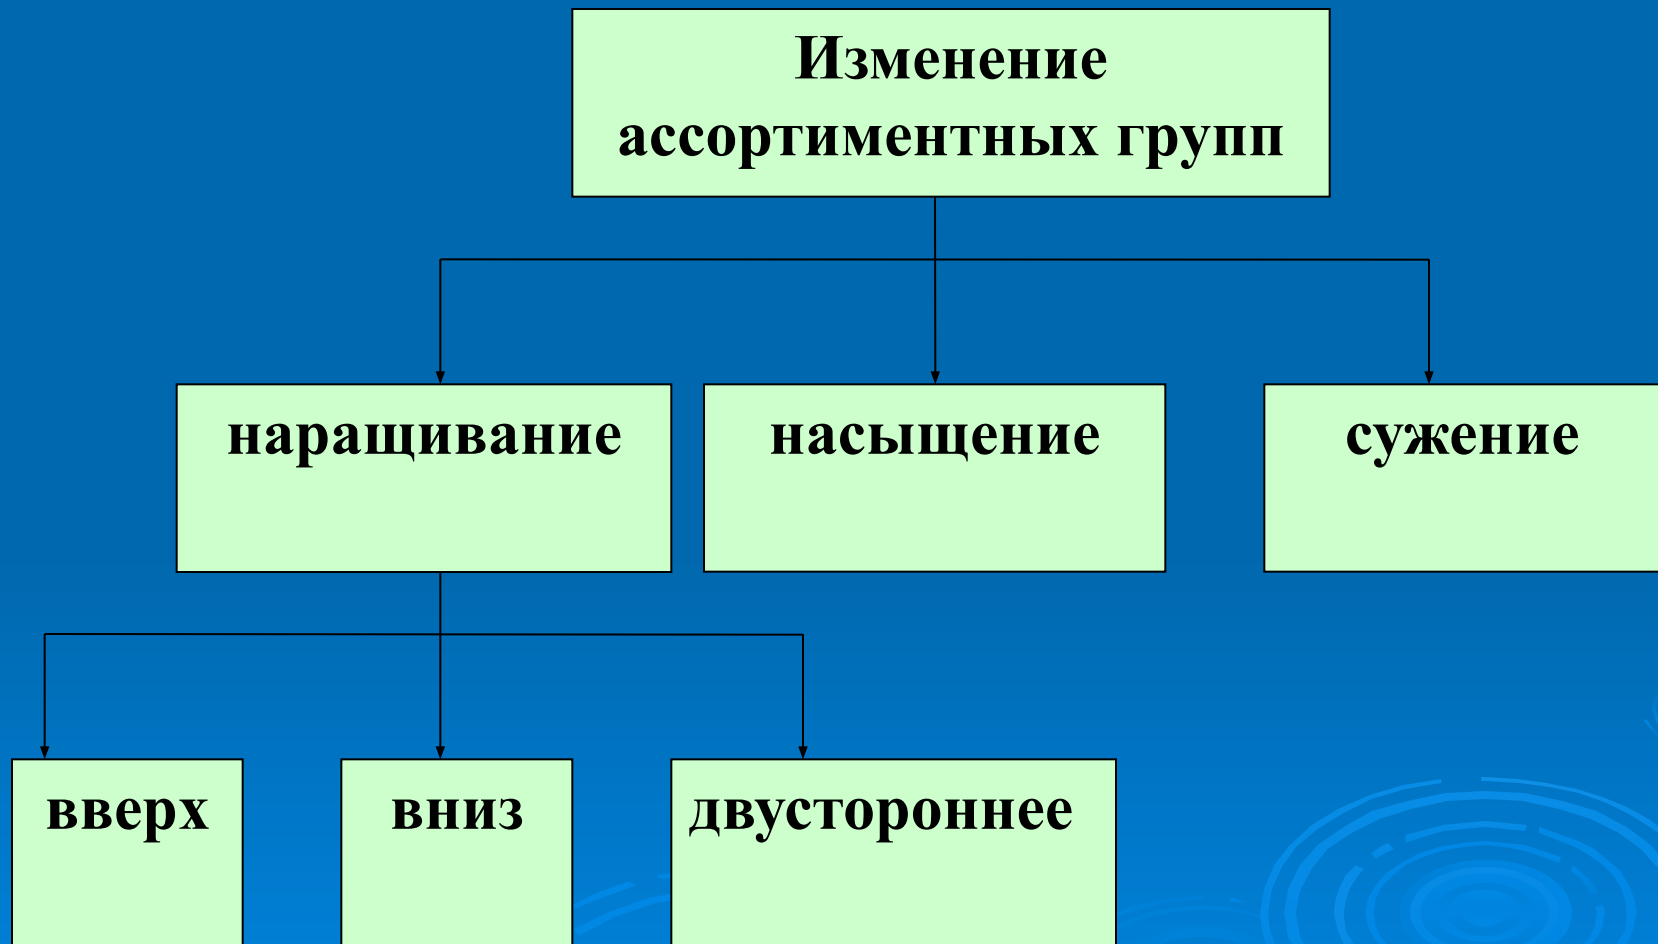 Изменение
ассортиментных групп
наращивание
насыщение
сужение
вверх
вниз
двустороннее